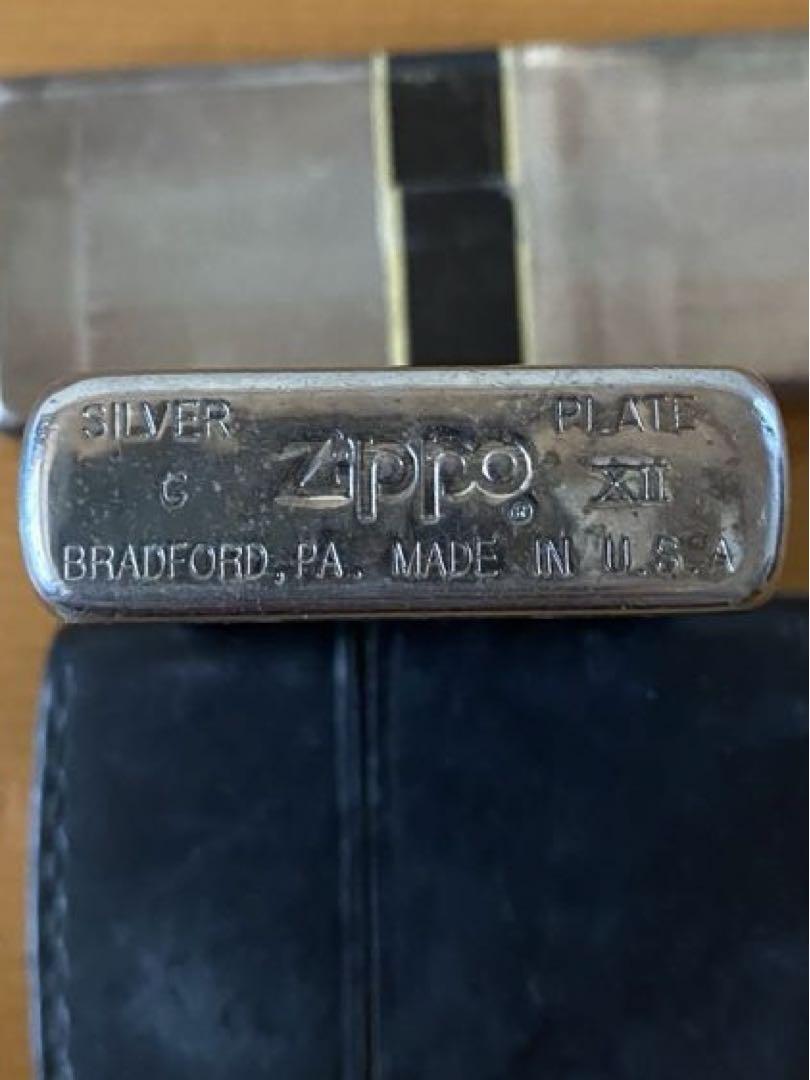 SILVER PLATE
G Zippo® XII
BRADFORD, PA. MADE IN U.S.A